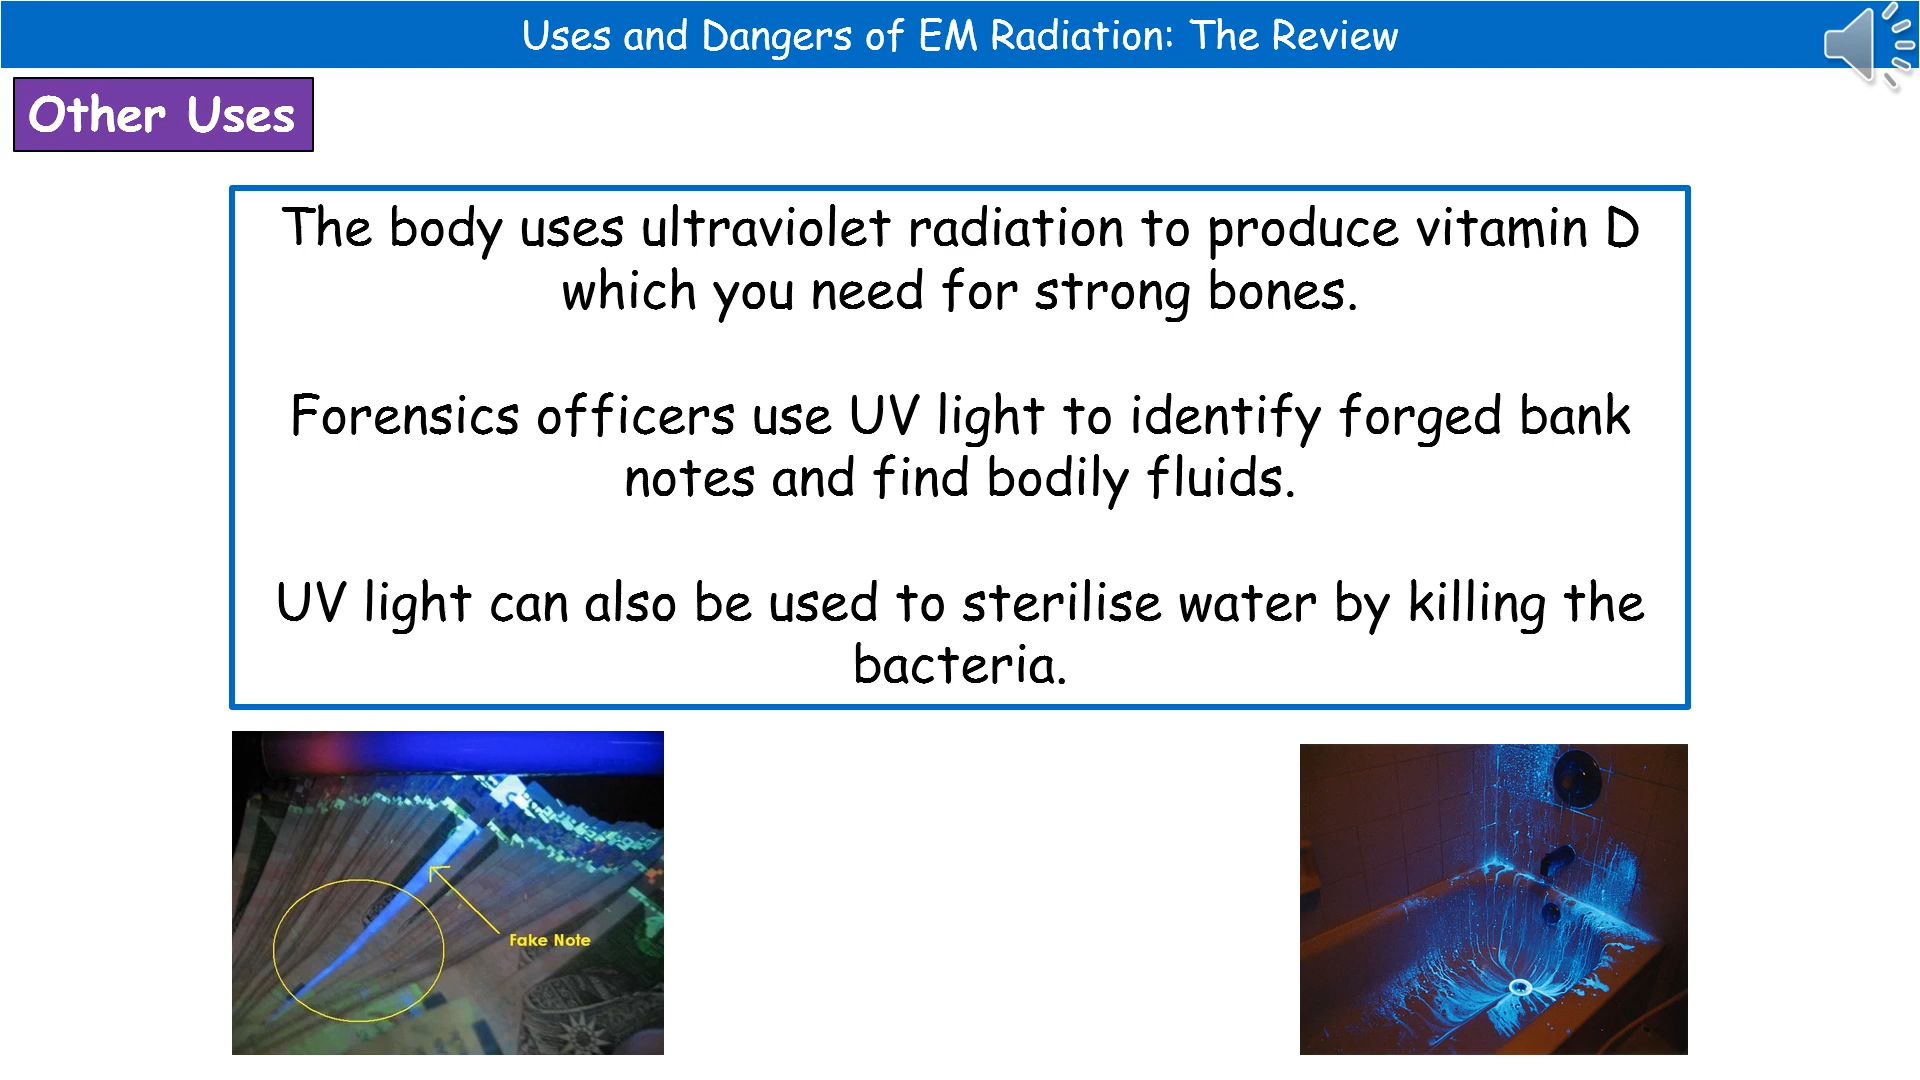 Uses and Dangers of EM Radiation: The Review
Other Uses
The body uses ultraviolet radiation to produce vitamin D
which you need for strong bones.
Forensics officers use UV light to identify forged bank
notes and find bodily fluids.
UV light can also be used to sterilise water by killing the
bacteria.
Fake Note